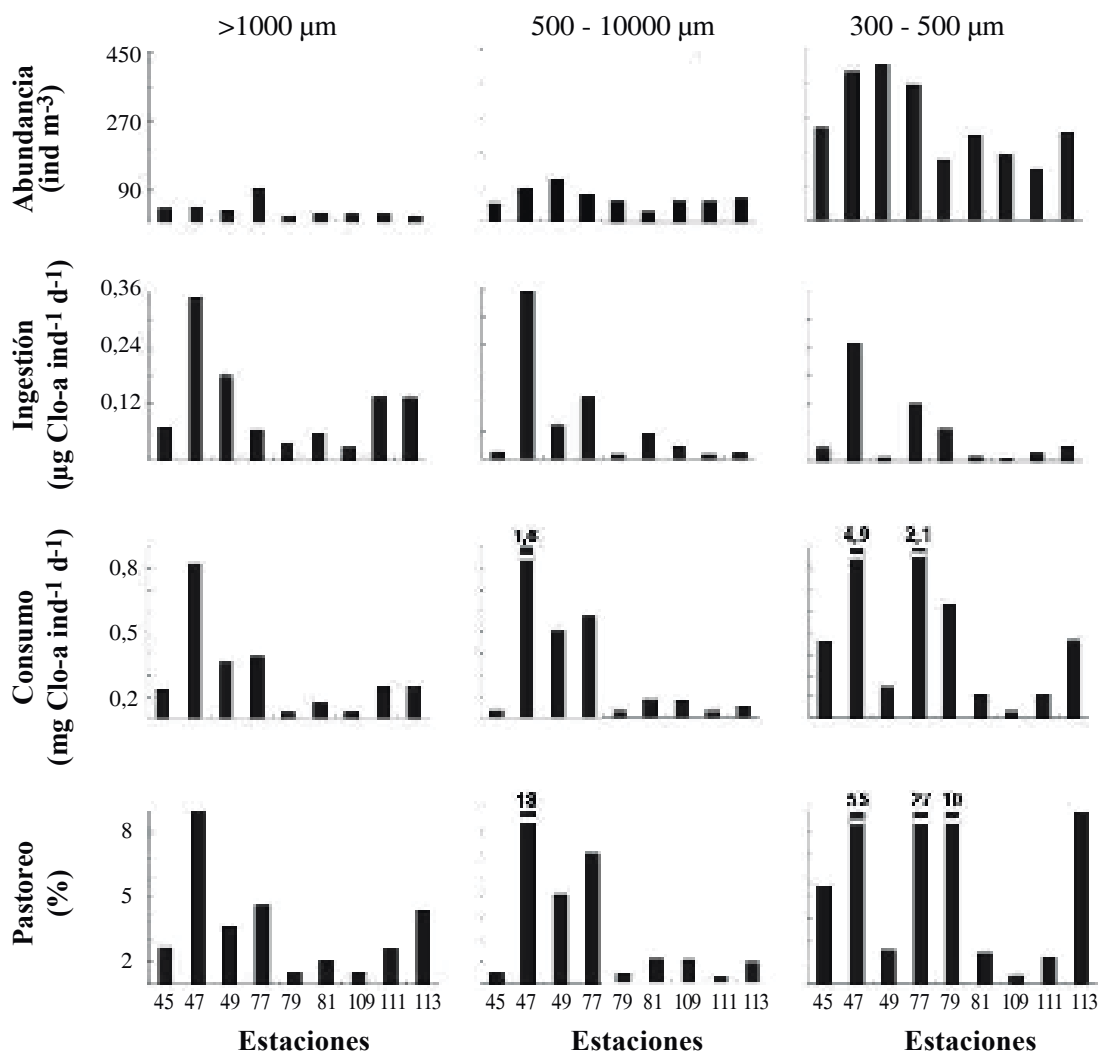 >1000 µm 500 - 10000 µm 300 - 500 µm
Abundancia
(ind m-3)
450
270
90
Ingestión
(µg Clo-a ind-1 d-1)
0,36
0,24
0,12
Consumo
(mg Clo-a ind-1 d-1)
0,8
0,5
0,2
4,9 2,1
Pastoreo
(%)
8
5
2
45 47 49 77 79 81 109 111 113
45 47 49 77 79 81 109 111 113
45 47 49 77 79 81 109 111 113
Estaciones Estaciones Estaciones